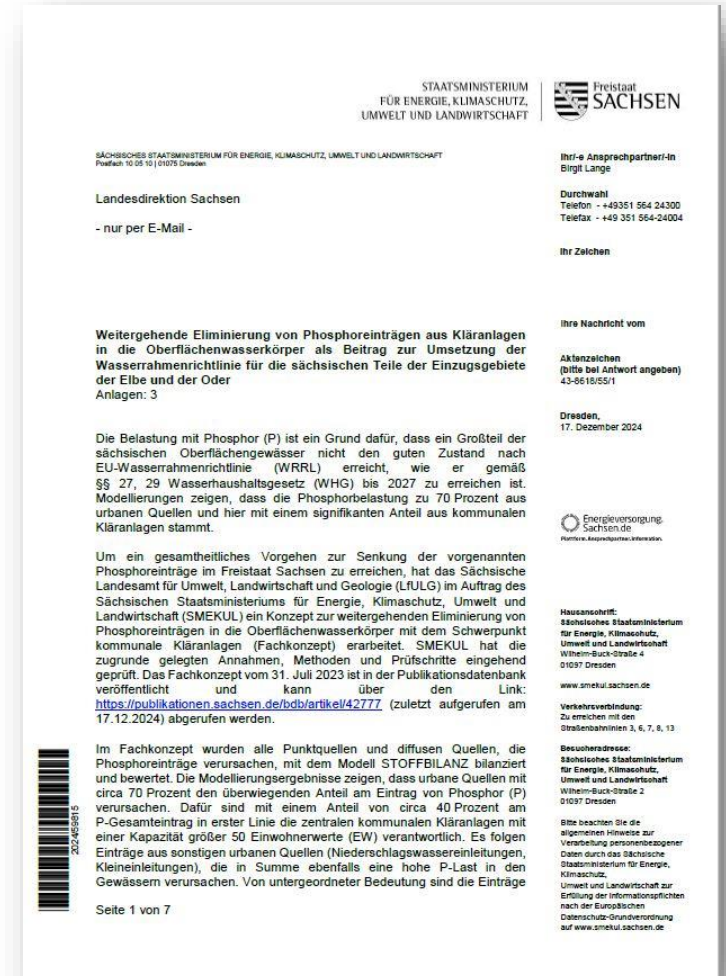 STAATSMINISTERIUM
FÜR ENERGIE, KLIMASCHUTZ,
UMWELT UND LANDWIRTSCHAFT
Freistaat
SACHSEN
SÄCHSISCHES STAATSMINISTERIUM FÜR ENERGIE, KLIMASCHUTZ, UMWELT UND LANDWIRTSCHAFT
Postfach 10 05 10 | 01075 Dresden
Landesdirektion Sachsen
- nur per E-Mail -
Ihr/-e Ansprechpartner/-in
Birgit Lange
Durchwahl
Telefon - +49351 564 24300
Telefax - +49 351 564-24004
Ihr Zeichen
Ihre Nachricht vom
Aktenzeichen
(bitte bei Antwort angeben)
43-8618/55/1
Dresden,
17. Dezember 2024
Weitergehende Eliminierung von Phosphoreinträgen aus Kläranlagen
in die Oberflächenwasserkörper als Beitrag zur Umsetzung der
Wasserrahmenrichtlinie für die sächsischen Teile der Einzugsgebiete
der Elbe und der Oder
Anlagen: 3
Die Belastung mit Phosphor (P) ist ein Grund dafür, dass ein Großteil der
sächsischen Oberflächengewässer nicht den guten Zustand nach
EU-Wasserrahmenrichtlinie (WRRL) erreicht, wie er gemäß
§§ 27, 29 Wasserhaushaltsgesetz (WHG) bis 2027 zu erreichen ist.
Modellierungen zeigen, dass die Phosphorbelastung zu 70 Prozent aus
urbanen Quellen und hier mit einem signifikanten Anteil aus kommunalen
Kläranlagen stammt.
Um ein gesamtheitliches Vorgehen zur Senkung der vorgenannten
Phosphoreinträge im Freistaat Sachsen zu erreichen, hat das Sächsische
Landesamt für Umwelt, Landwirtschaft und Geologie (LfULG) im Auftrag des
Sächsischen Staatsministeriums für Energie, Klimaschutz, Umwelt und
Landwirtschaft (SMEKUL) ein Konzept zur weitergehenden Eliminierung von
Phosphoreinträgen in die Oberflächenwasserkörper mit dem Schwerpunkt
kommunale Kläranlagen (Fachkonzept) erarbeitet. SMEKUL hat die
zugrunde gelegten Annahmen, Methoden und Prüfschritte eingehend
geprüft. Das Fachkonzept vom 31. Juli 2023 ist in der Publikationsdatenbank
veröffentlicht und kann über den Link:
https://publikationen.sachsen.de/bdb/artikel/42777 (zuletzt aufgerufen am
17.12.2024) abgerufen werden.
Im Fachkonzept wurden alle Punktquellen und diffusen Quellen, die
Phosphoreinträge verursachen, mit dem Modell STOFFBILANZ bilanziert
und bewertet. Die Modellierungsergebnisse zeigen, dass urbane Quellen mit
circa 70 Prozent den überwiegenden Anteil am Eintrag von Phosphor (P)
verursachen. Dafür sind mit einem Anteil von circa 40 Prozent am
P-Gesamteintrag in erster Linie die zentralen kommunalen Kläranlagen mit
einer Kapazität größer 50 Einwohnerwerte (EW) verantwortlich. Es folgen
Einträge aus sonstigen urbanen Quellen (Niederschlagswassereinleitungen,
Kleineinleitungen), die in Summe ebenfalls eine hohe P-Last in den
Gewässern verursachen. Von untergeordneter Bedeutung sind die Einträge
Seite 1 von 7
Energieversorgung.
Sachsen.de
Plattform.Ansprechpartner.Information.
Hausanschrift:
Sächsisches Staatsministerium
für Energie, Klimaschutz,
Umwelt und Landwirtschaft
Wilhelm-Buck-Straße 4
01097 Dresden
www.smekul.sachsen.de
Verkehrsverbindung:
Zu erreichen mit den
Straßenbahnlinien 3, 6, 7, 8, 13
Besucheradresse:
Sächsisches Staatsministerium
für Energie, Klimaschutz,
Umwelt und Landwirtschaft
Wilhelm-Buck-Straße 2
01097 Dresden
Bitte beachten Sie die
allgemeinen Hinweise zur
Verarbeitung personenbezogener
Daten durch das Sächsische
Staatsministerium für Energie,
Klimaschutz,
Umwelt und Landwirtschaft zur
Erfüllung der Informationspflichten
nach der Europäischen
Datenschutz-Grundverordnung
auf www.smekul.sachsen.de
2024/59815